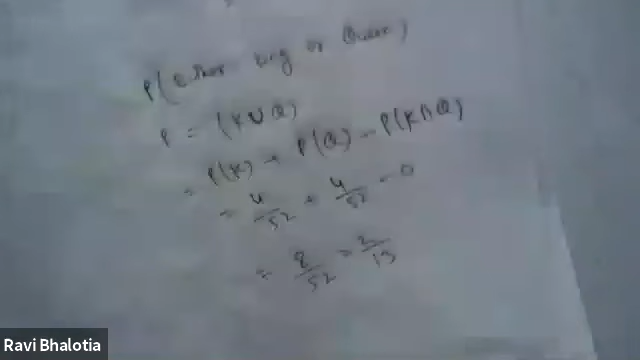 P(Either king or Queen)
P = (K∪Q)
= P(K) + P(Q) - P(K∩Q)
= 4/52 + 4/52 - 0
= 8/52 = 2/13
Ravi Bhalotia